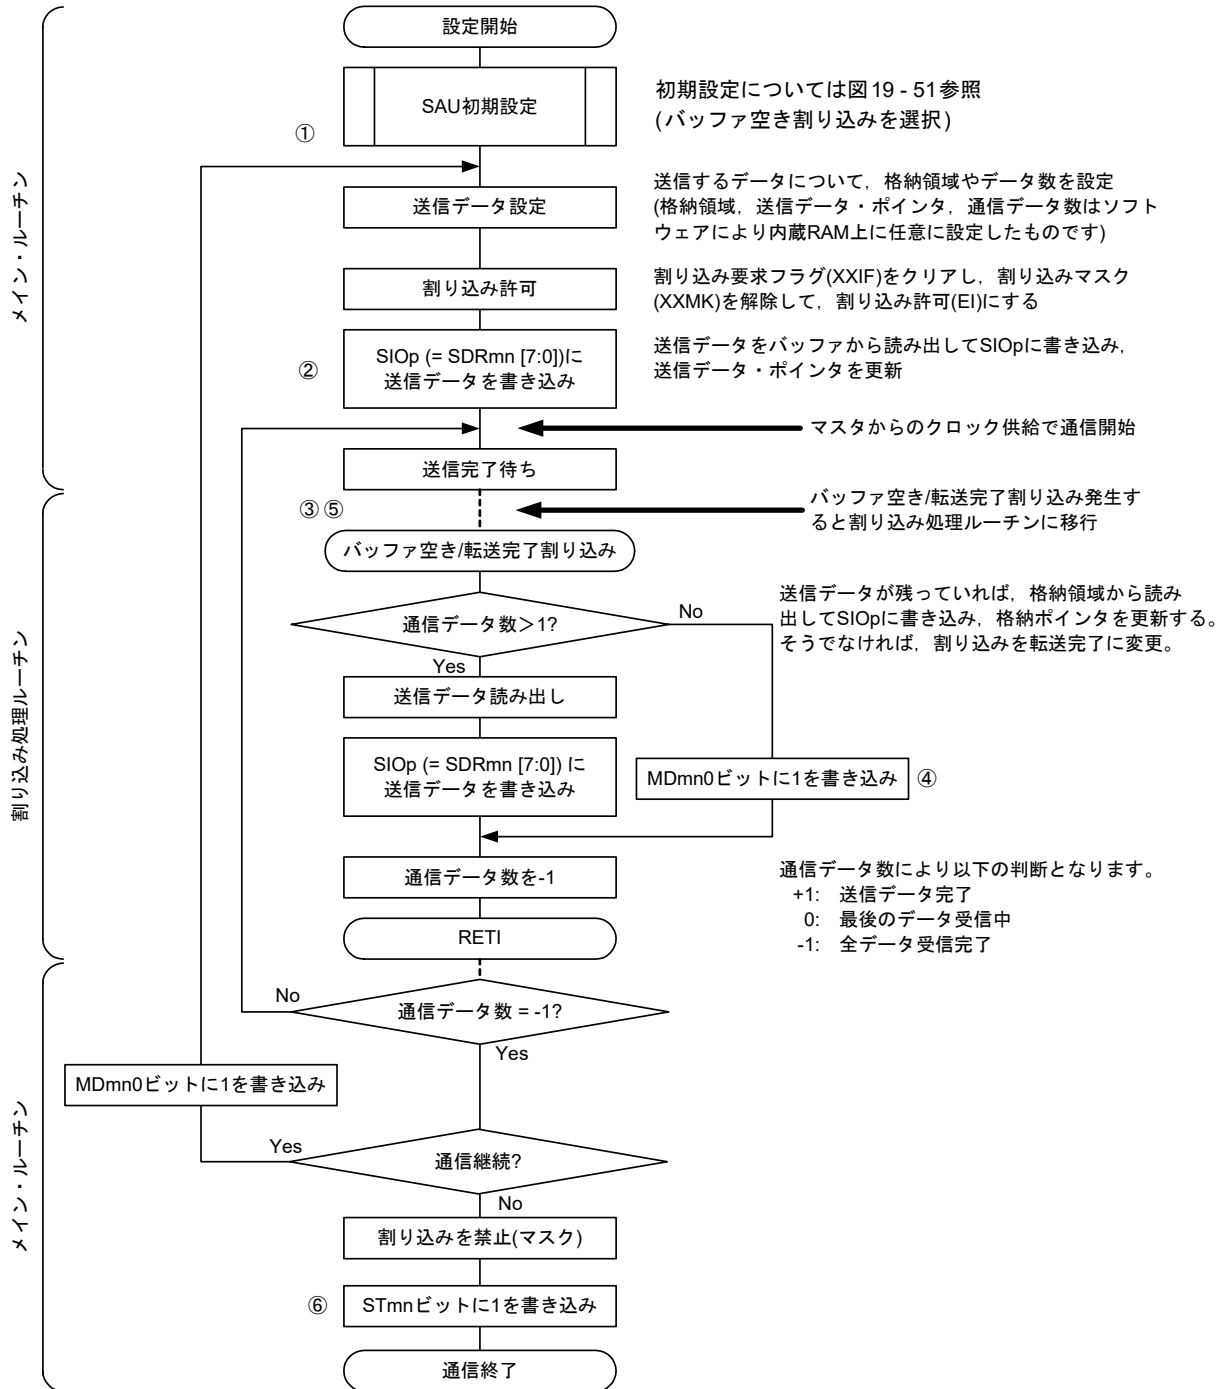 設定開始
SAU初期設定
初期設定については図19 - 51参照
(バッファ空き割り込みを選択)
①
メイン・ルーチン
送信データ設定
送信するデータについて，格納領域やデータ数を設定
(格納領域，送信データ・ポインタ，通信データ数はソフト
ウェアにより内蔵RAM上に任意に設定したものです)
割り込み許可
割り込み要求フラグ(XXIF)をクリアし，割り込みマスク
(XXMK)を解除して，割り込み許可(EI)にする
②
SIOp (= SDRmn [7:0])に
送信データを書き込み
送信データをバッファから読み出してSIOpに書き込み，
送信データ・ポインタを更新
マスタからのクロック供給で通信開始
送信完了待ち
③⑤
バッファ空き/転送完了割り込み発生す
ると割り込み処理ルーチンに移行
バッファ空き/転送完了割り込み
割り込み処理ルーチン
通信データ数＞1?
No
Yes
送信データが残っていれば，格納領域から読み
出してSIOpに書き込み，格納ポインタを更新する。
そうでなければ，割り込みを転送完了に変更。
送信データ読み出し
SIOp (= SDRmn [7:0]) に
送信データを書き込み
MDmn0ビットに1を書き込み
④
通信データ数を-1
通信データ数により以下の判断となります。
+1: 送信データ完了
0: 最後のデータ受信中
-1: 全データ受信完了
RETI
メイン・ルーチン
No
通信データ数 = -1?
Yes
MDmn0ビットに1を書き込み
Yes
通信継続?
No
割り込みを禁止(マスク)
⑥
STmnビットに1を書き込み
通信終了